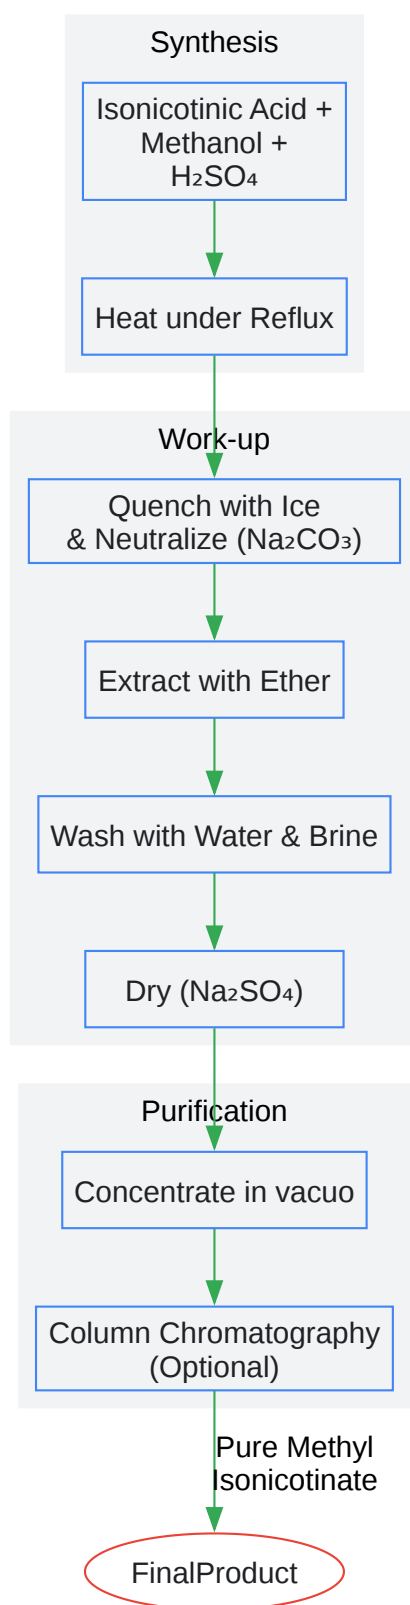 Synthesis
Isonicotinic Acid +
Methanol +
H₂SO₄
Heat under Reflux
Work-up
Quench with Ice
& Neutralize (Na₂CO₃)
Extract with Ether
Wash with Water & Brine
Dry (Na₂SO₄)
Purification
Concentrate in vacuo
Column Chromatography
(Optional)
Pure Methyl
Isonicotinate
FinalProduct